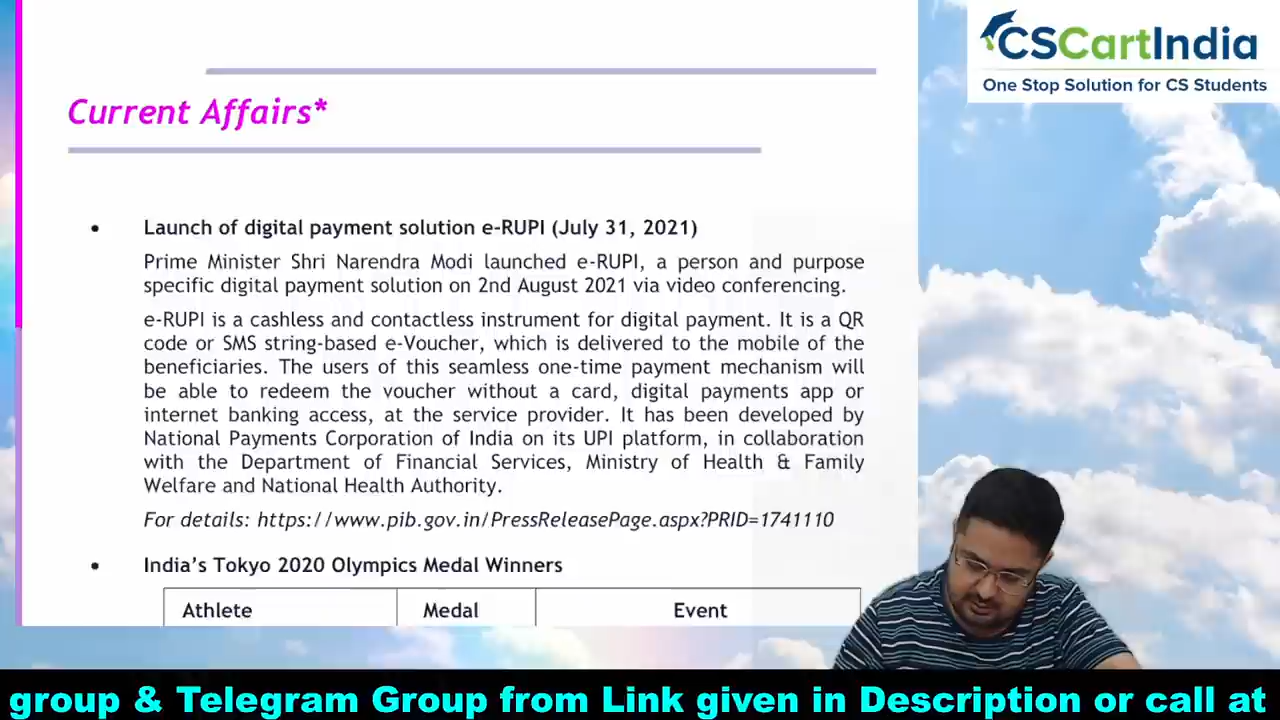 CSCartIndia
One Stop Solution for CS Students
Current Affairs*
• Launch of digital payment solution e-RUPI (July 31, 2021)
Prime Minister Shri Narendra Modi launched e-RUPI, a person and purpose
specific digital payment solution on 2nd August 2021 via video conferencing.
e-RUPI is a cashless and contactless instrument for digital payment. It is a QR
code or SMS string-based e-Voucher, which is delivered to the mobile of the
beneficiaries. The users of this seamless one-time payment mechanism will
be able to redeem the voucher without a card, digital payments app or
internet banking access, at the service provider. It has been developed by
National Payments Corporation of India on its UPI platform, in collaboration
with the Department of Financial Services, Ministry of Health & Family
Welfare and National Health Authority.
For details: https://www.pib.gov.in/PressReleasePage.aspx?PRID=1741110
• India’s Tokyo 2020 Olympics Medal Winners
Athlete Medal Event
group & Telegram Group from Link given in Description or call at